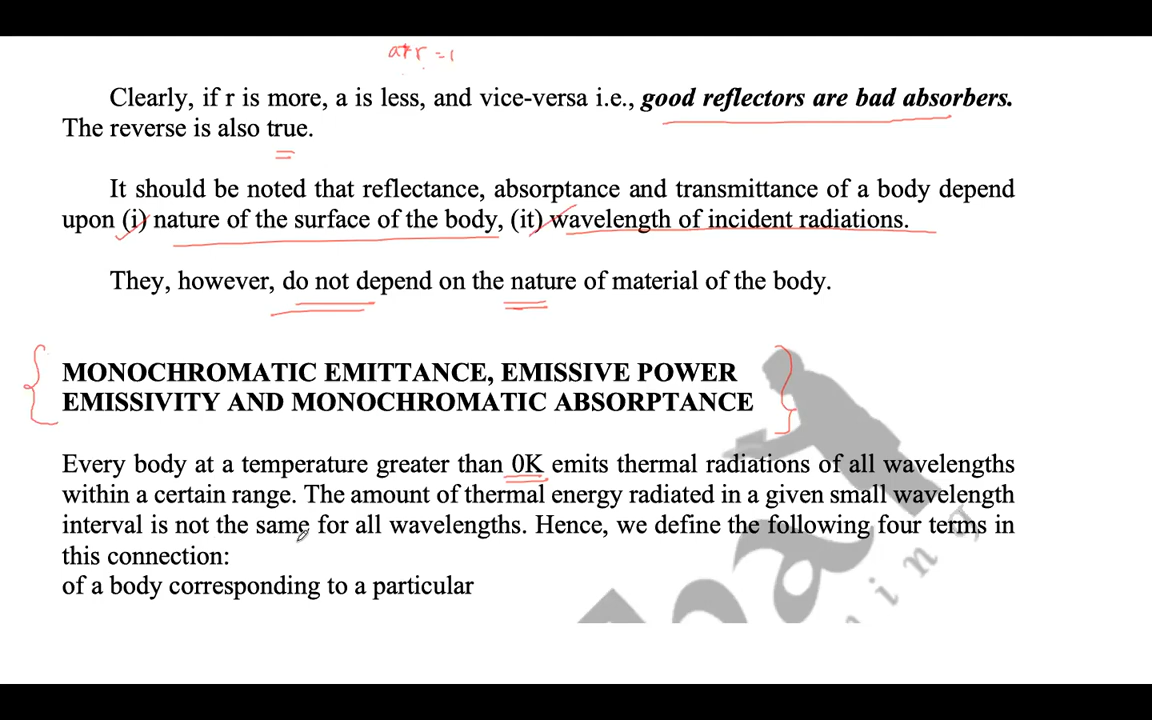 a+r =1
Clearly, if r is more, a is less, and vice-versa i.e., good reflectors are bad absorbers.
The reverse is also true.
It should be noted that reflectance, absorptance and transmittance of a body depend
upon (i) nature of the surface of the body, (it) wavelength of incident radiations.
They, however, do not depend on the nature of material of the body.
MONOCHROMATIC EMITTANCE, EMISSIVE POWER
EMISSIVITY AND MONOCHROMATIC ABSORPTANCE
Every body at a temperature greater than 0K emits thermal radiations of all wavelengths
within a certain range. The amount of thermal energy radiated in a given small wavelength
interval is not the same for all wavelengths. Hence, we define the following four terms in
this connection:
of a body corresponding to a particular